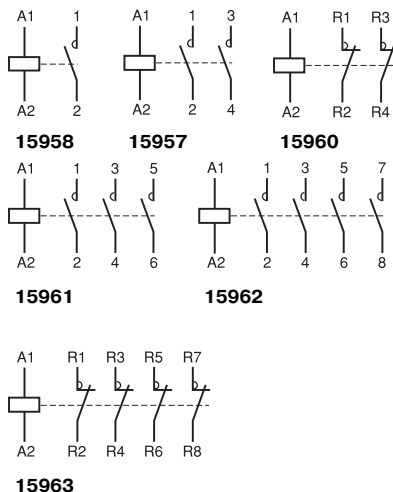 A1 1 A1 1 3 A1 R1 R3
A2 2 A2 2 4 A2 R2 R4
15958 15957 15960
A1 1 3 5 A1 1 3 5 7
A2 2 4 6 A2 2 4 6 8
15961 15962
A1 R1 R3 R5 R7
A2 R2 R4 R6 R8
15963